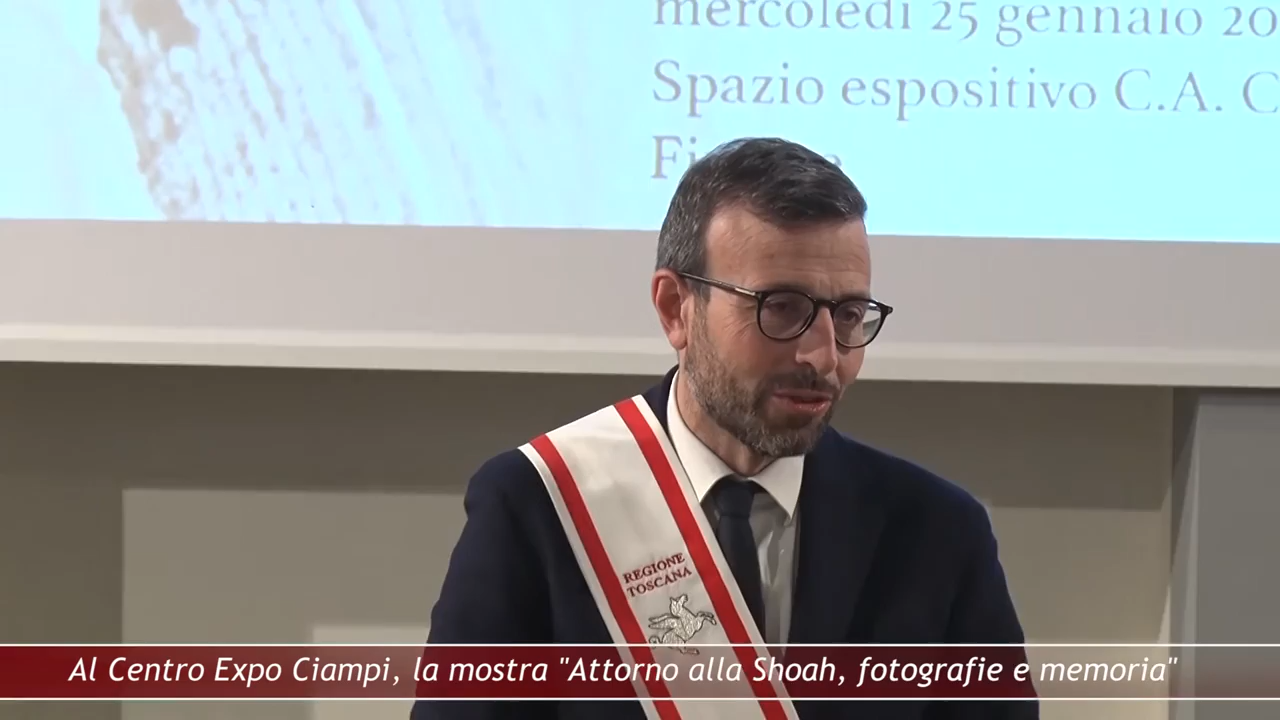 mercoledì 25 gennaio 20
Spazio espositivo C.A. C
REGIONE
TOSCANA
Al Centro Expo Ciampi, la mostra "Attorno alla Shoah, fotografie e memoria"